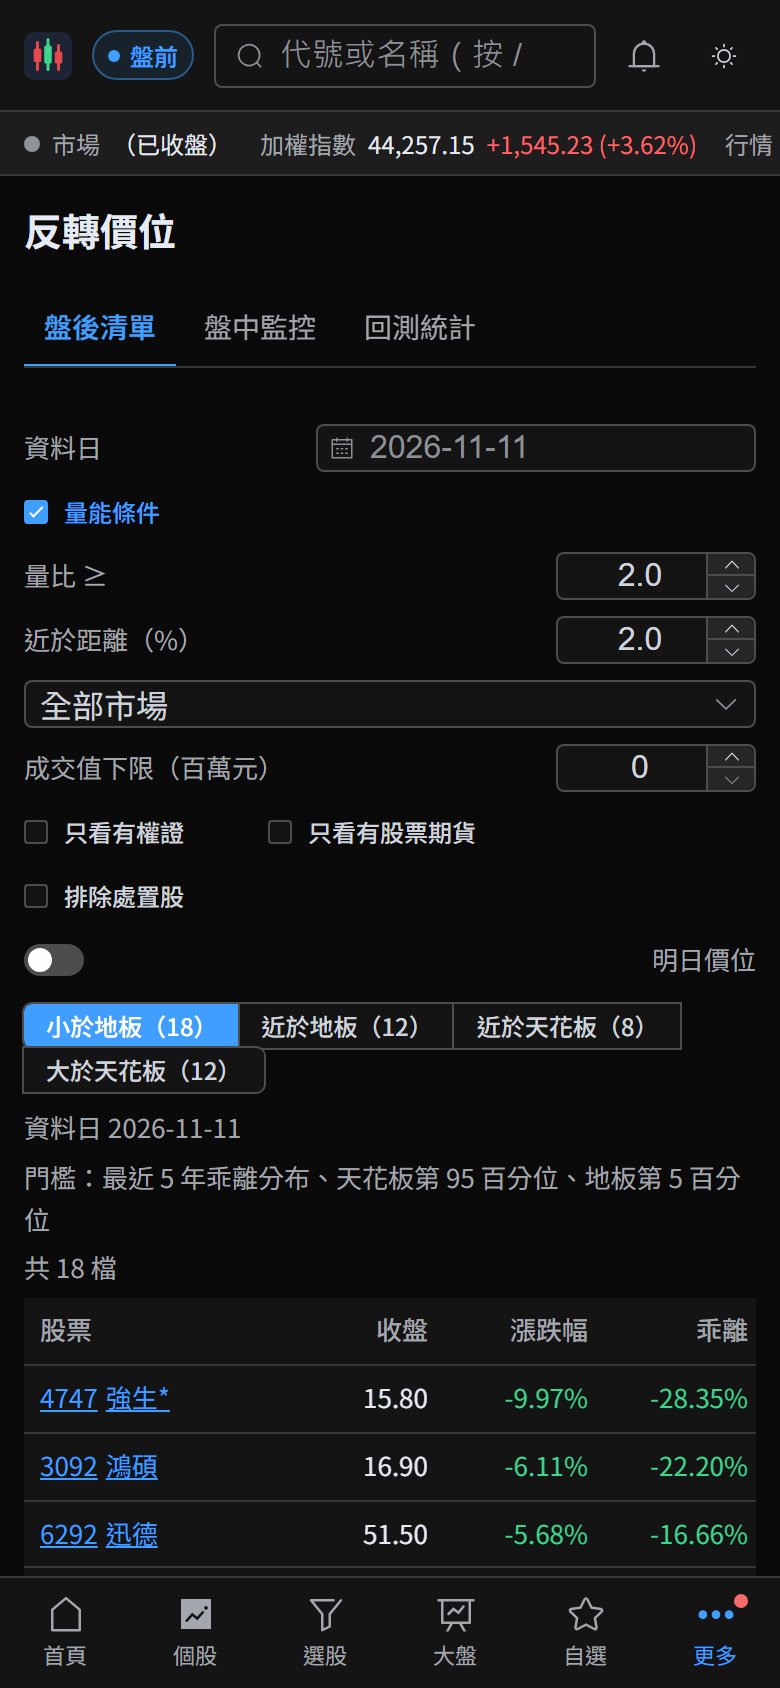 盤前
代號或名稱 ( 按 /
市場 （已收盤） 加權指數 44,257.15 +1,545.23 (+3.62%) 行情
反轉價位
盤後清單 盤中監控 回測統計
資料日 2026-11-11
量能條件
量比 ≥ 2.0
近於距離（%） 2.0
全部市場
成交值下限（百萬元） 0
只看有權證 只看有股票期貨
排除處置股
明日價位
小於地板（18） 近於地板（12） 近於天花板（8）
大於天花板（12）
資料日 2026-11-11
門檻：最近 5 年乖離分布、天花板第 95 百分位、地板第 5 百分
位
共 18 檔
股票 收盤 漲跌幅 乖離
4747 強生* 15.80 -9.97% -28.35%
3092 鴻碩 16.90 -6.11% -22.20%
6292 迅德 51.50 -5.68% -16.66%
首頁 個股 選股 大盤 自選 更多